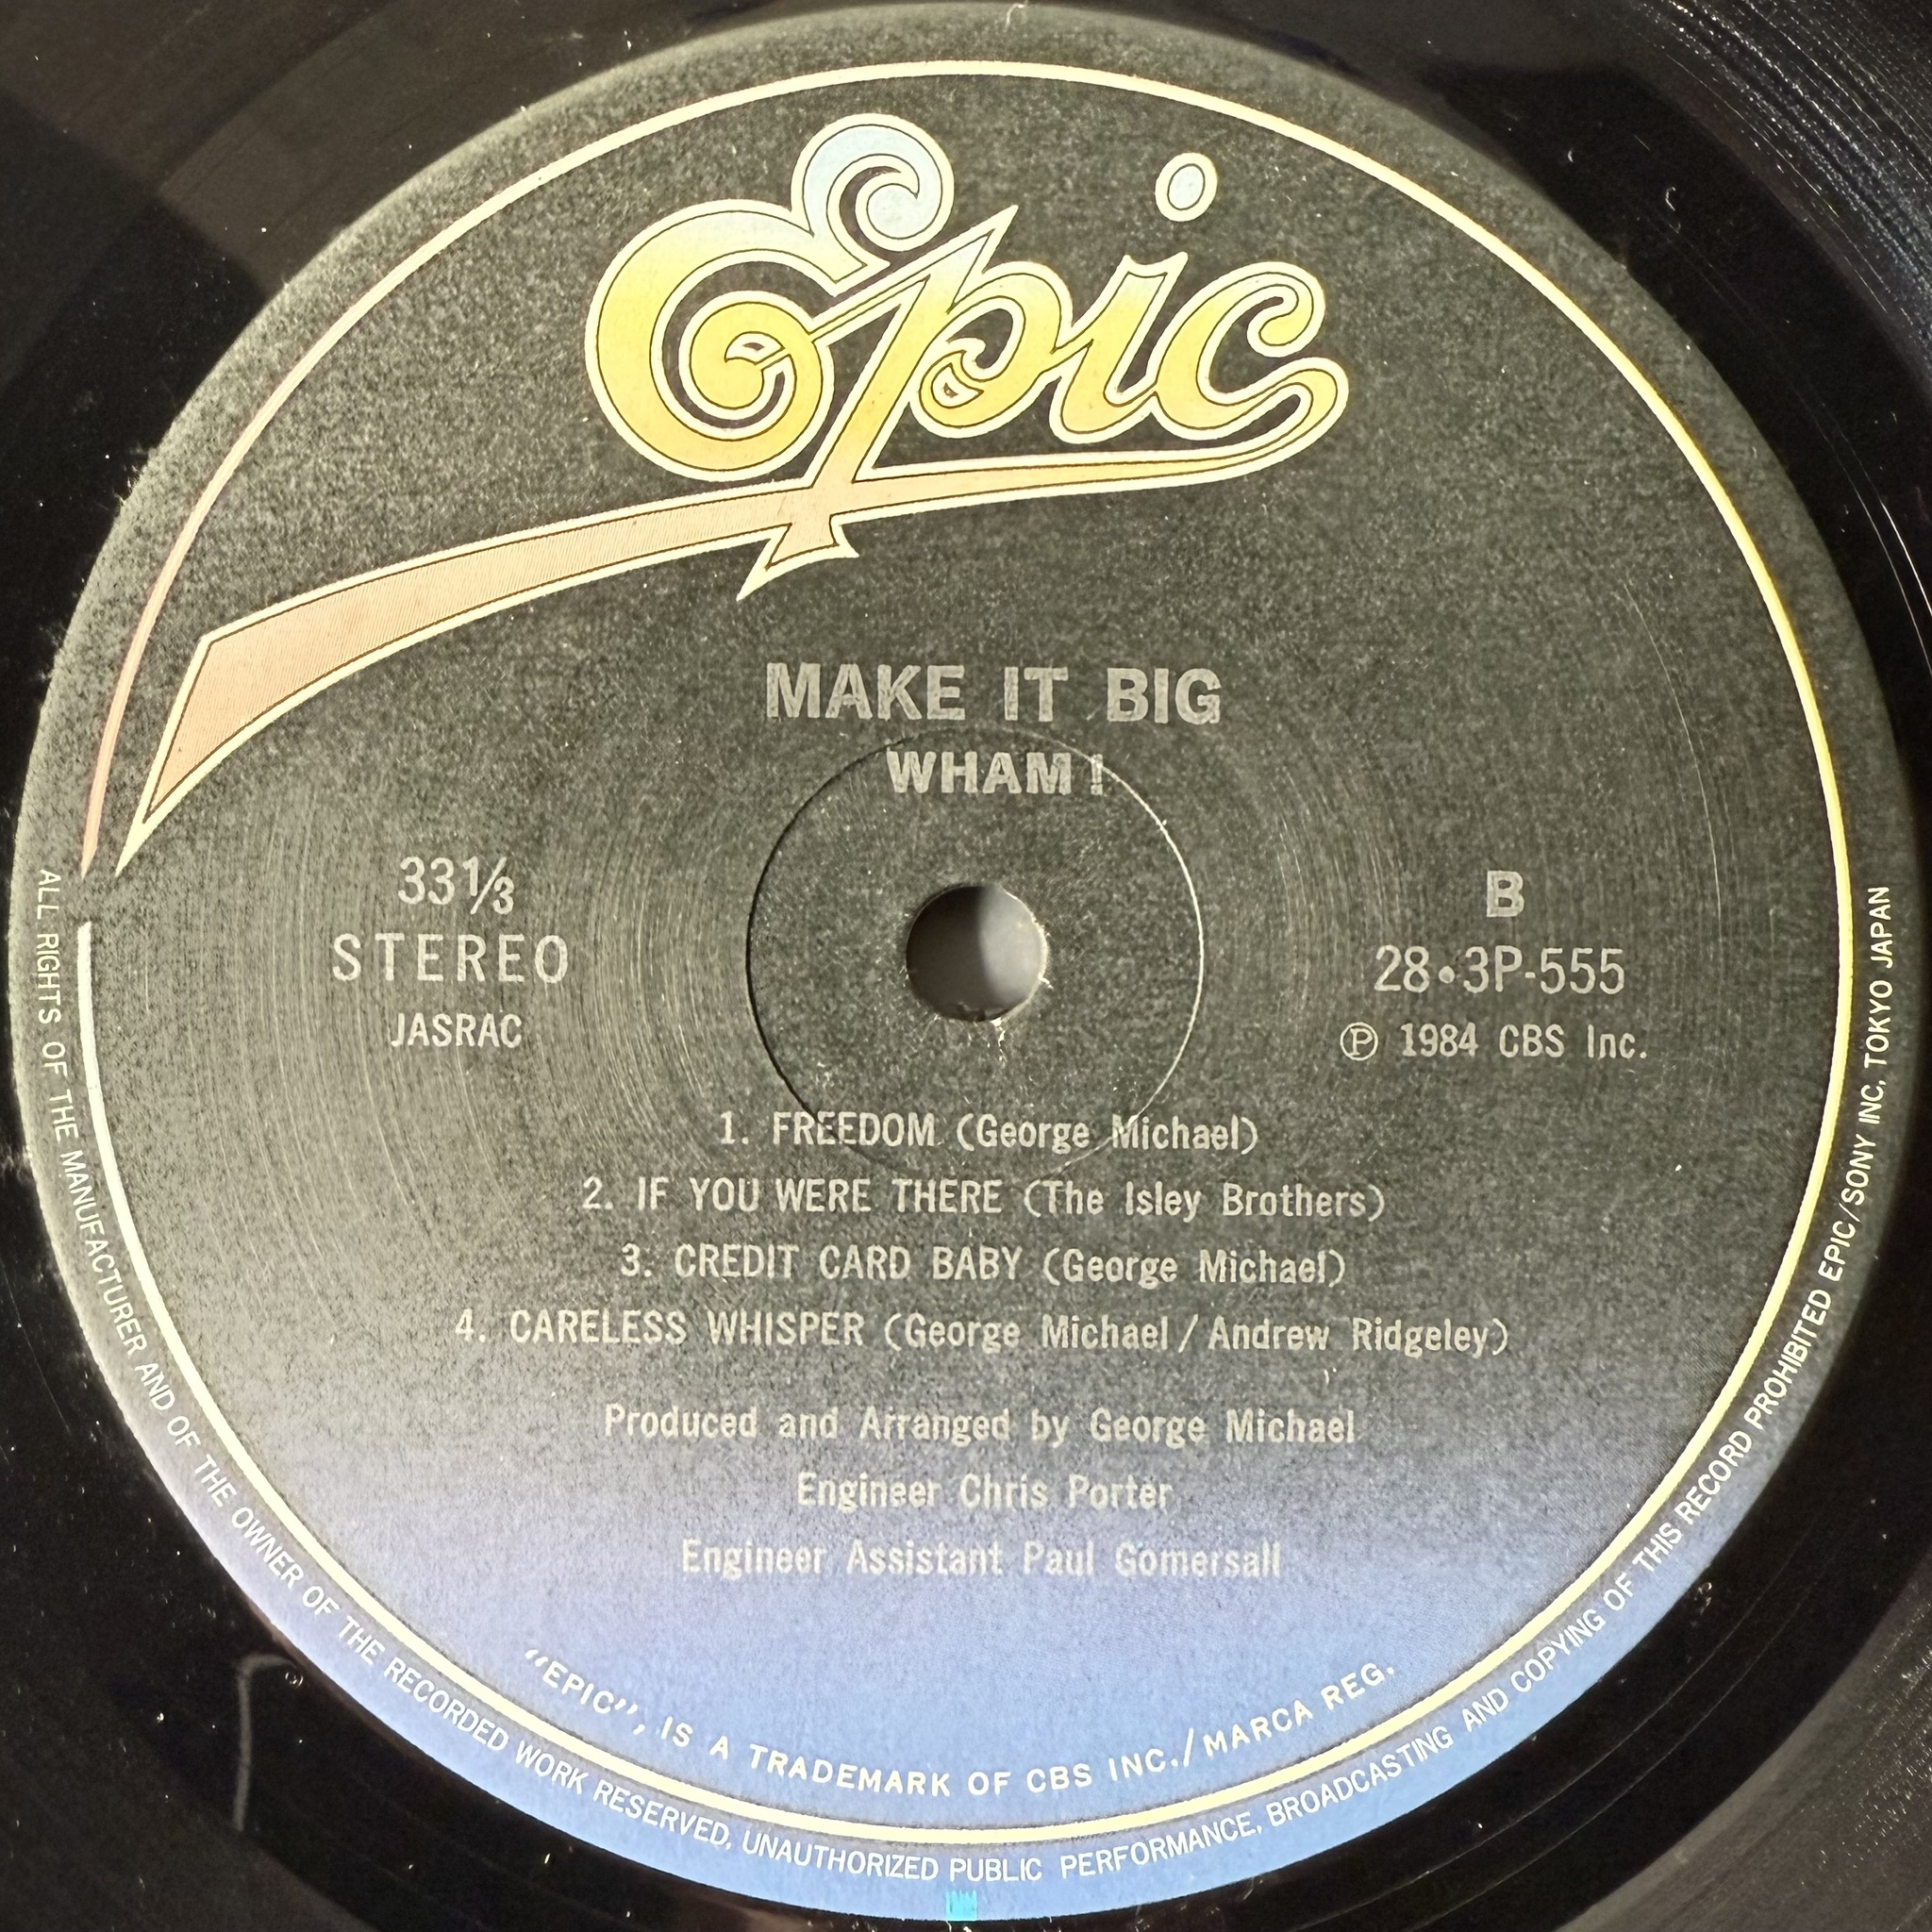 Epic
MAKE IT BIG
WHAM!
33⅓
STEREO
JASRAC
B
28•3P-555
Ⓟ 1984 CBS Inc.
1. FREEDOM (George Michael)
2. IF YOU WERE THERE (The Isley Brothers)
3. CREDIT CARD BABY (George Michael)
4. CARELESS WHISPER (George Michael / Andrew Ridgeley)
Produced and Arranged by George Michael
Engineer Chris Porter
Engineer Assistant Paul Gomersall
"EPIC", IS A TRADEMARK OF CBS INC./MARCA REG.
ALL RIGHTS OF THE MANUFACTURER AND OF THE OWNER OF THE RECORDED WORK RESERVED, UNAUTHORIZED PUBLIC PERFORMANCE, BROADCASTING AND COPYING OF THIS RECORD PROHIBITED EPIC/SONY INC, TOKYO JAPAN